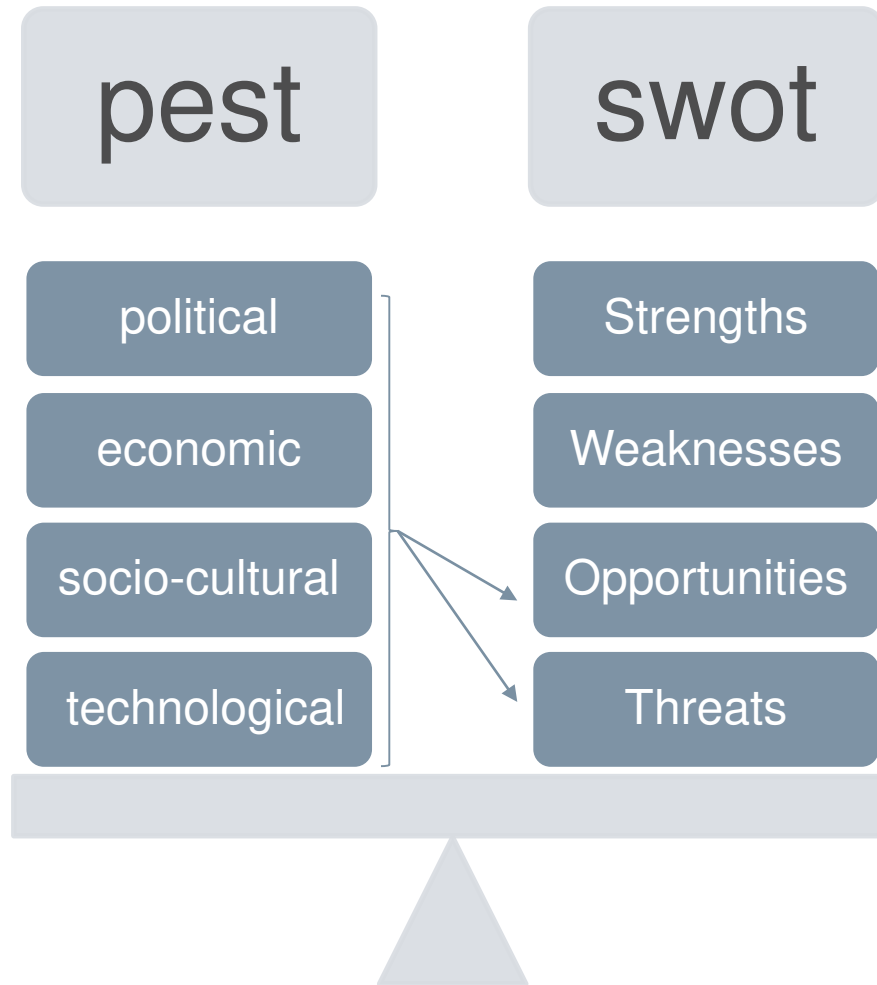 pest
political
economic
socio-cultural
technological
swot
Strengths
Weaknesses
Opportunities
Threats